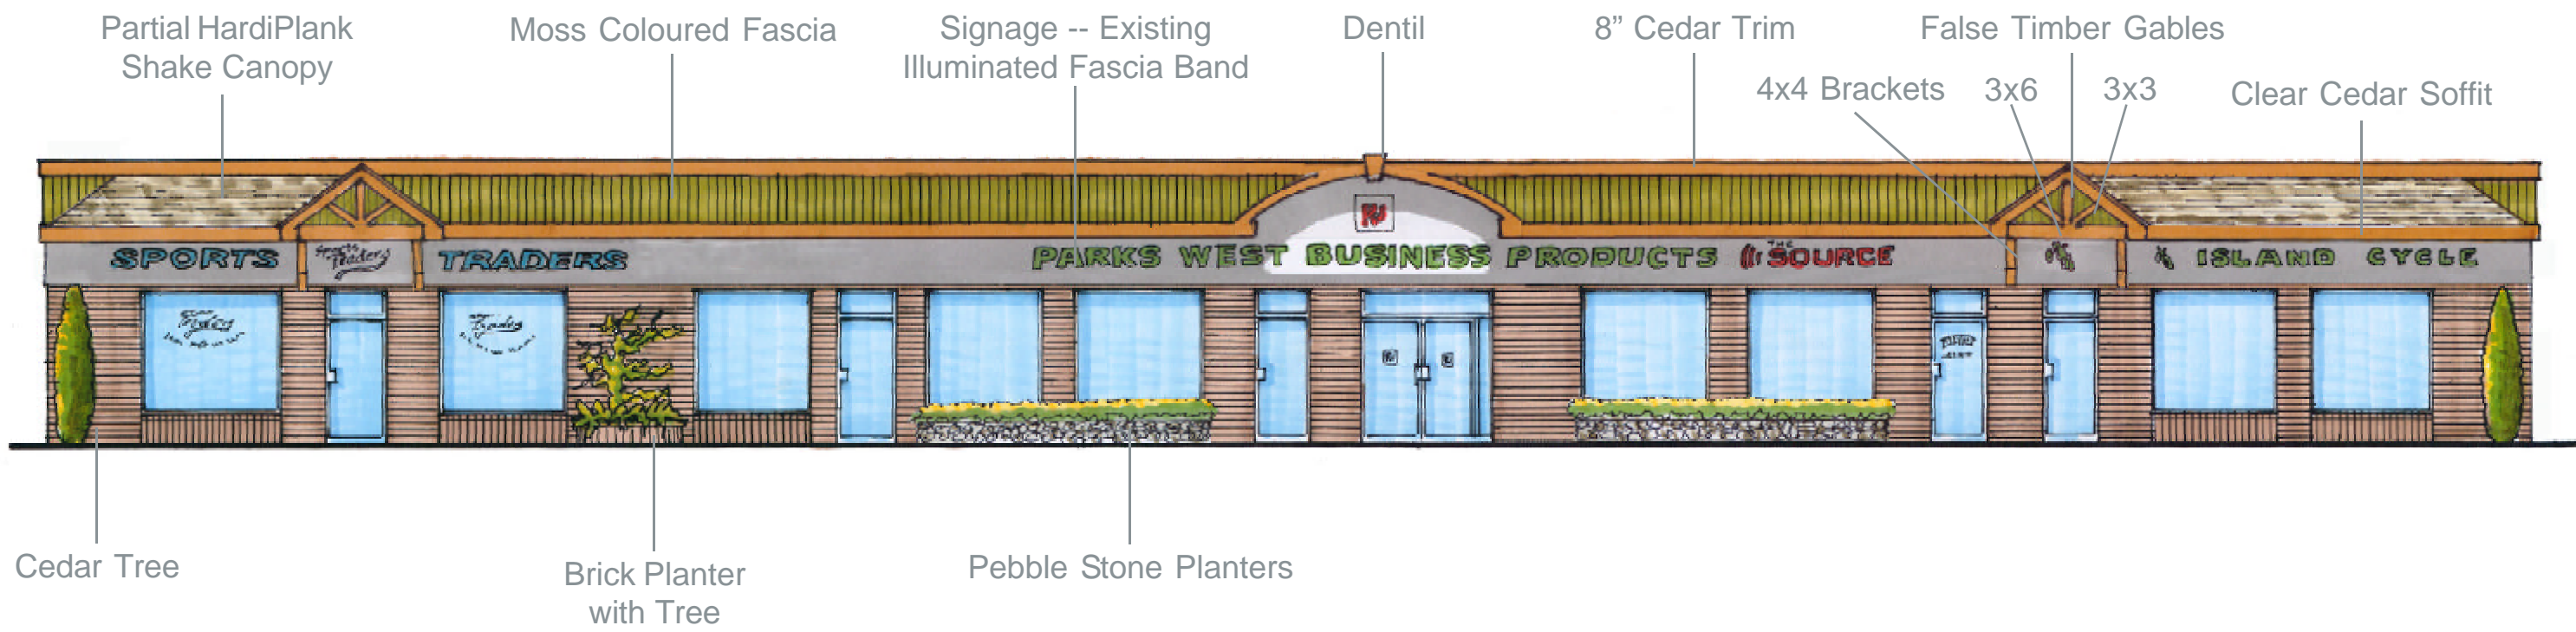 Partial HardiPlank
Shake Canopy
Moss Coloured Fascia
Signage -- Existing
Illuminated Fascia Band
Dentil
8” Cedar Trim
False Timber Gables
4x4 Brackets
3x6
3x3
Clear Cedar Soffit
SPORTS
Sports
Traders
TRADERS
PARKS WEST BUSINESS PRODUCTS
THE
SOURCE
ISLAND CYCLE
Cedar Tree
Brick Planter
with Tree
Pebble Stone Planters